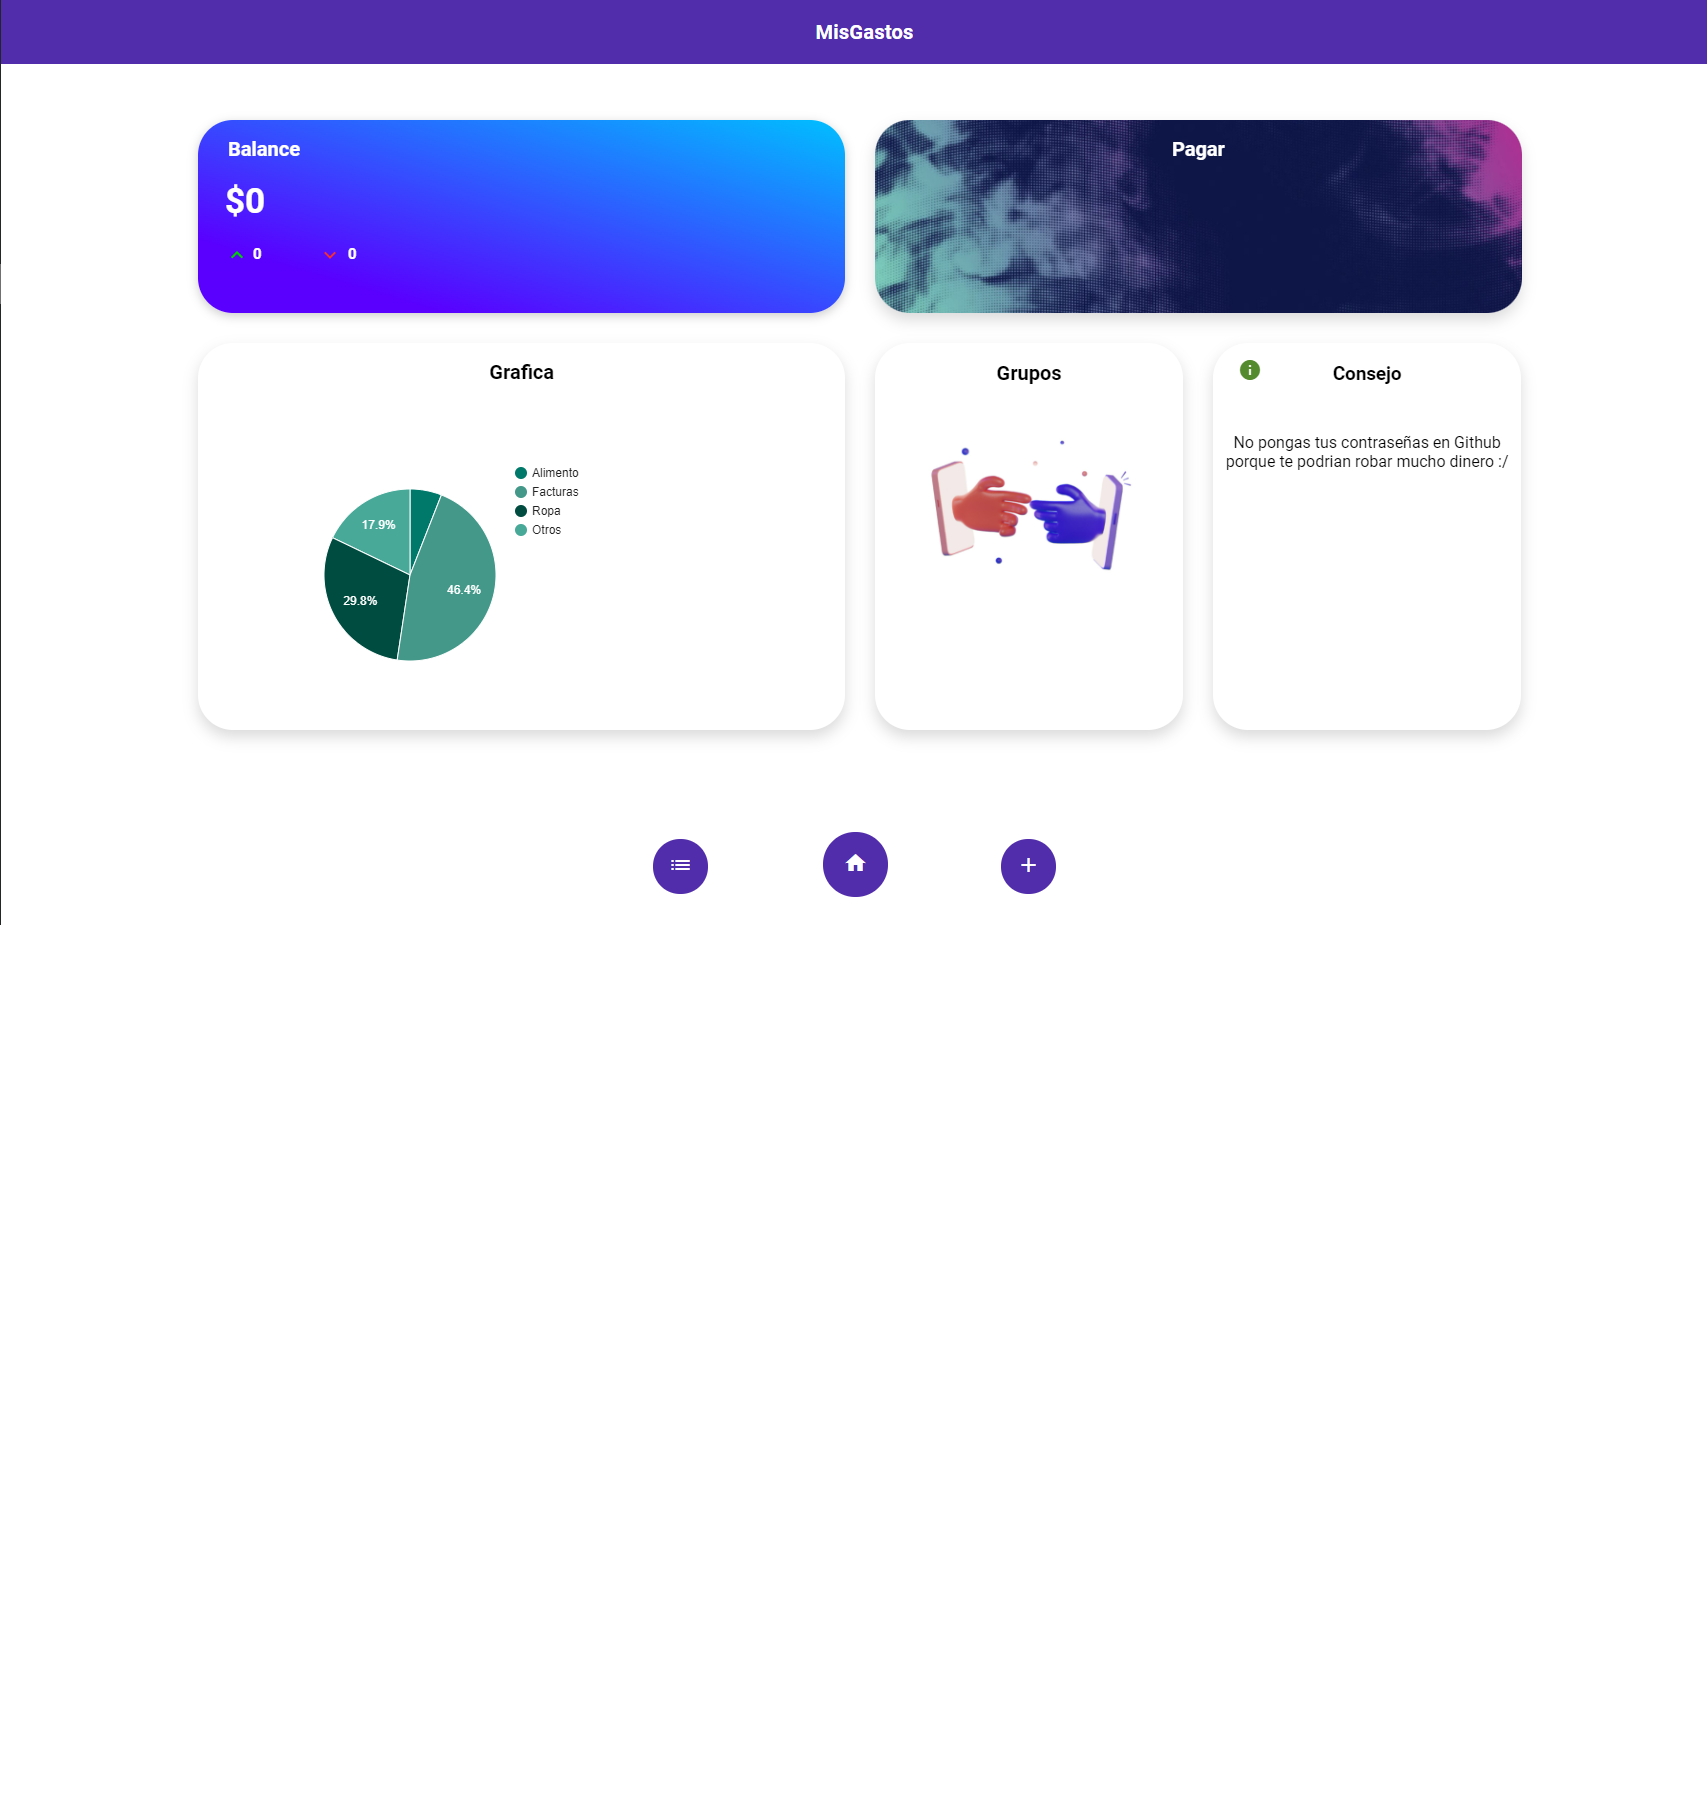 MisGastos
Balance
$0
0
0
Pagar
Grafica
Alimento
Facturas
Ropa
Otros
17.9%
46.4%
29.8%
Grupos
Consejo
No pongas tus contraseñas en Github
porque te podrian robar mucho dinero :/